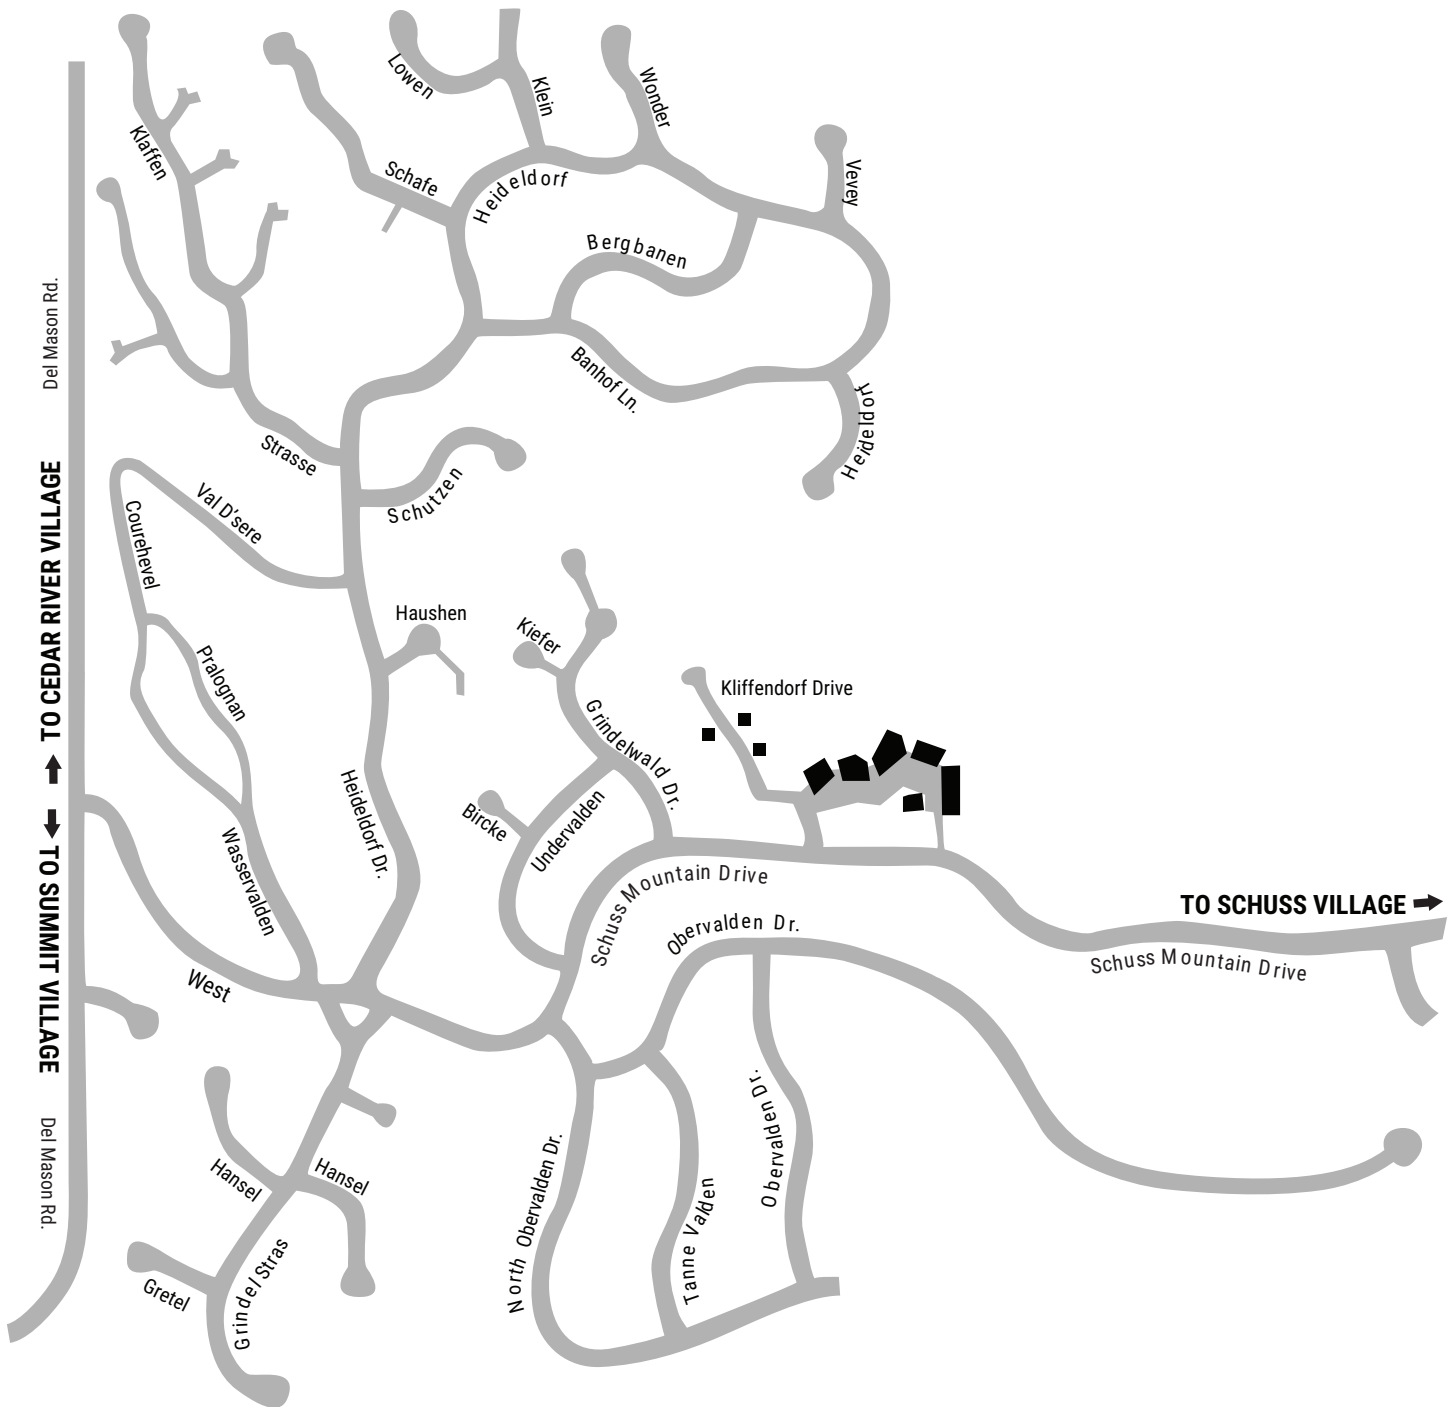 Lowen
Klein
Wonder
Klaffen
Schafe
Heideldorf
Vevey
Bergbanen
Del Mason Rd.
Banhof Ln.
Heideldorf
Strasse
Schutzen
Val D'sere
Courehevel
TO CEDAR RIVER VILLAGE
Haushen
Kiefer
Pralognan
Kliffendorf Drive
Grindelwald Dr.
Heideldorf Dr.
Bircke
Undervalden
Wasservalden
TO SUMMIT VILLAGE
Schuss Mountain Drive
TO SCHUSS VILLAGE
Obervalden Dr.
Schuss Mountain Drive
West
Obervalden Dr.
Del Mason Rd.
Hansel
Hansel
North Obervalden Dr.
Tanne Valden
Gretel
Grindel Stras